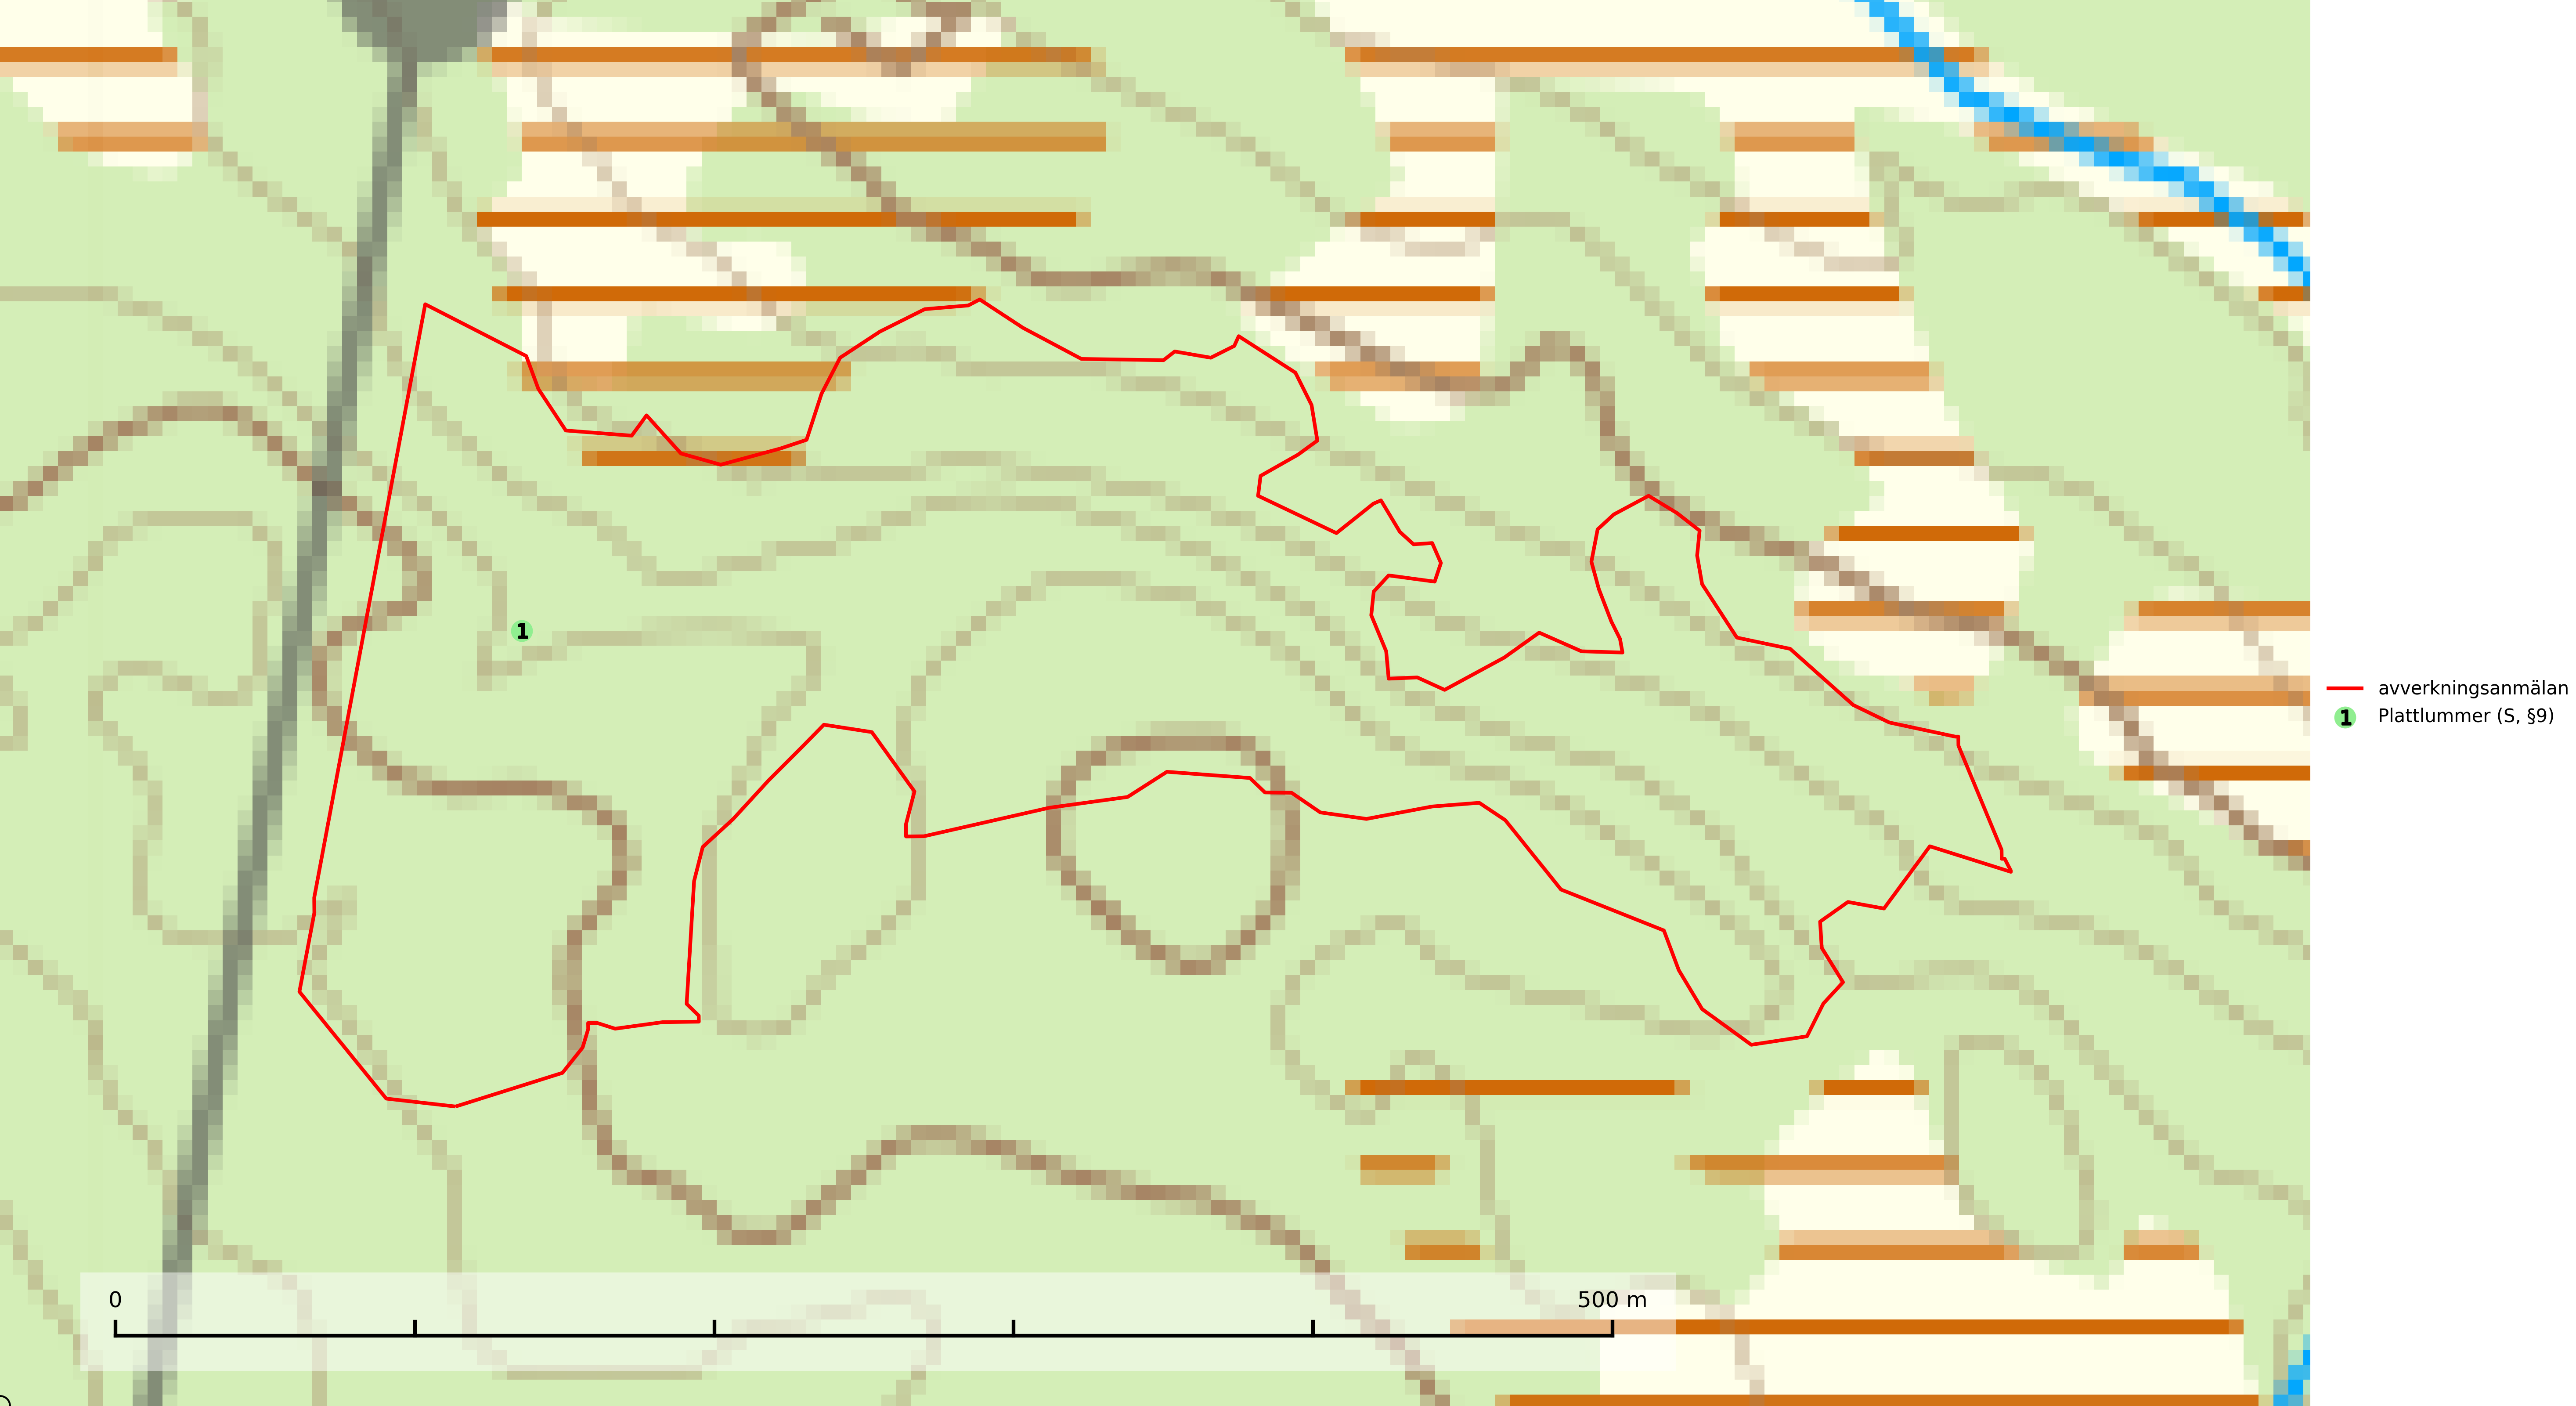 1
avverkningsanmälan
1 Plattlummer (S, §9)
0 500 m